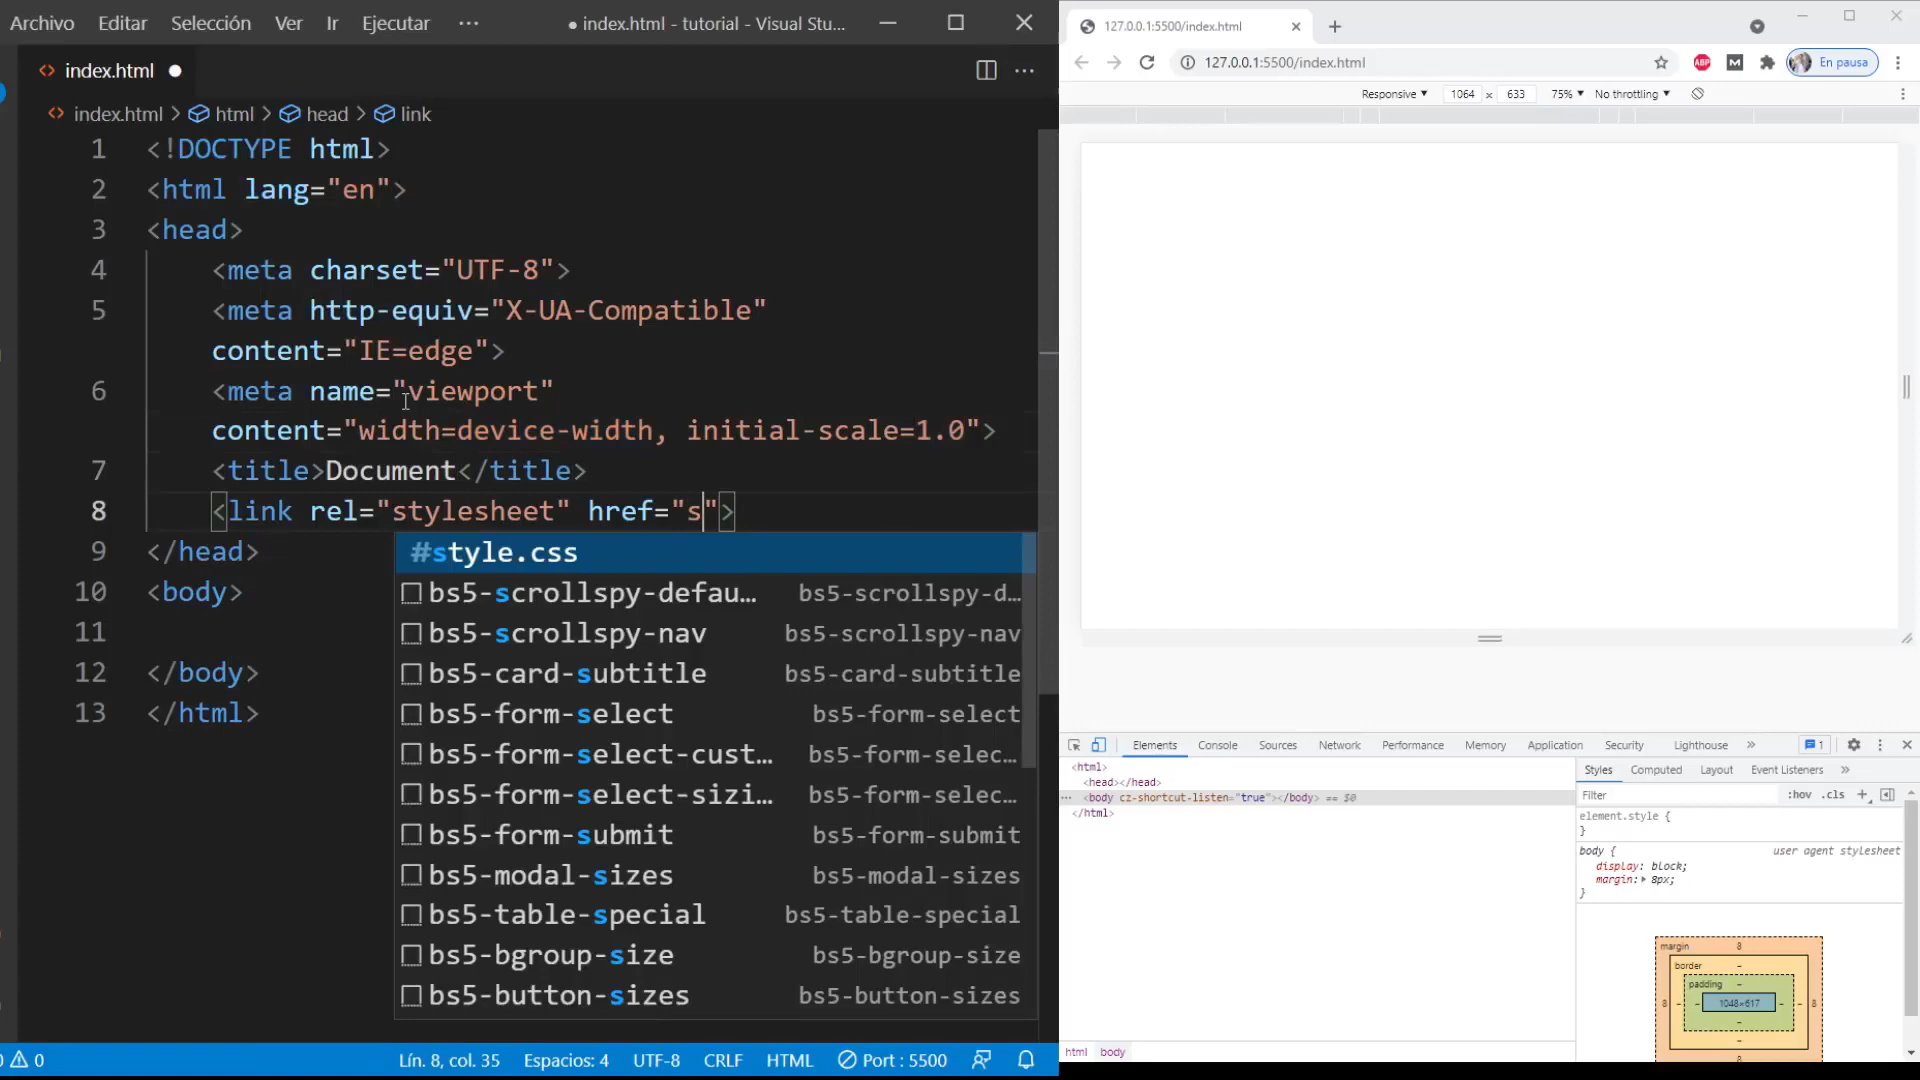 Archivo Editar Selección Ver Ir Ejecutar ··· ● index.html - tutorial - Visual Stu...
index.html
index.html > html > head > link
1 <!DOCTYPE html>
2 <html lang="en">
3 <head>
4 <meta charset="UTF-8">
5 <meta http-equiv="X-UA-Compatible"
content="IE=edge">
6 <meta name="viewport"
content="width=device-width, initial-scale=1.0">
7 <title>Document</title>
8 <link rel="stylesheet" href="s">
9 </head>
10 <body>
11
12 </body>
13 </html>
#style.css
bs5-scrollspy-defau... bs5-scrollspy-d...
bs5-scrollspy-nav bs5-scrollspy-nav
bs5-card-subtitle bs5-card-subtitle
bs5-form-select bs5-form-select
bs5-form-select-cust... bs5-form-selec...
bs5-form-select-sizi... bs5-form-selec...
bs5-form-submit bs5-form-submit
bs5-modal-sizes bs5-modal-sizes
bs5-table-special bs5-table-special
bs5-bgroup-size bs5-bgroup-size
bs5-button-sizes bs5-button-sizes
0 Lín. 8, col. 35 Espacios: 4 UTF-8 CRLF HTML Port : 5500
127.0.0.1:5500/index.html
127.0.0.1:5500/index.html ABP M En pausa
Responsive 1064 x 633 75% No throttling
Elements Console Sources Network Performance Memory Application Security Lighthouse » 1
<html>
<head></head>
··· <body cz-shortcut-listen="true"></body> == $0
</html>
html body
Styles Computed Layout Event Listeners »
Filter :hov .cls +
element.style {
}
body { user agent stylesheet
display: block;
margin: 8px;
}
margin 8
border -
padding -
8 - - 1048×617 - - 8
-
-
8